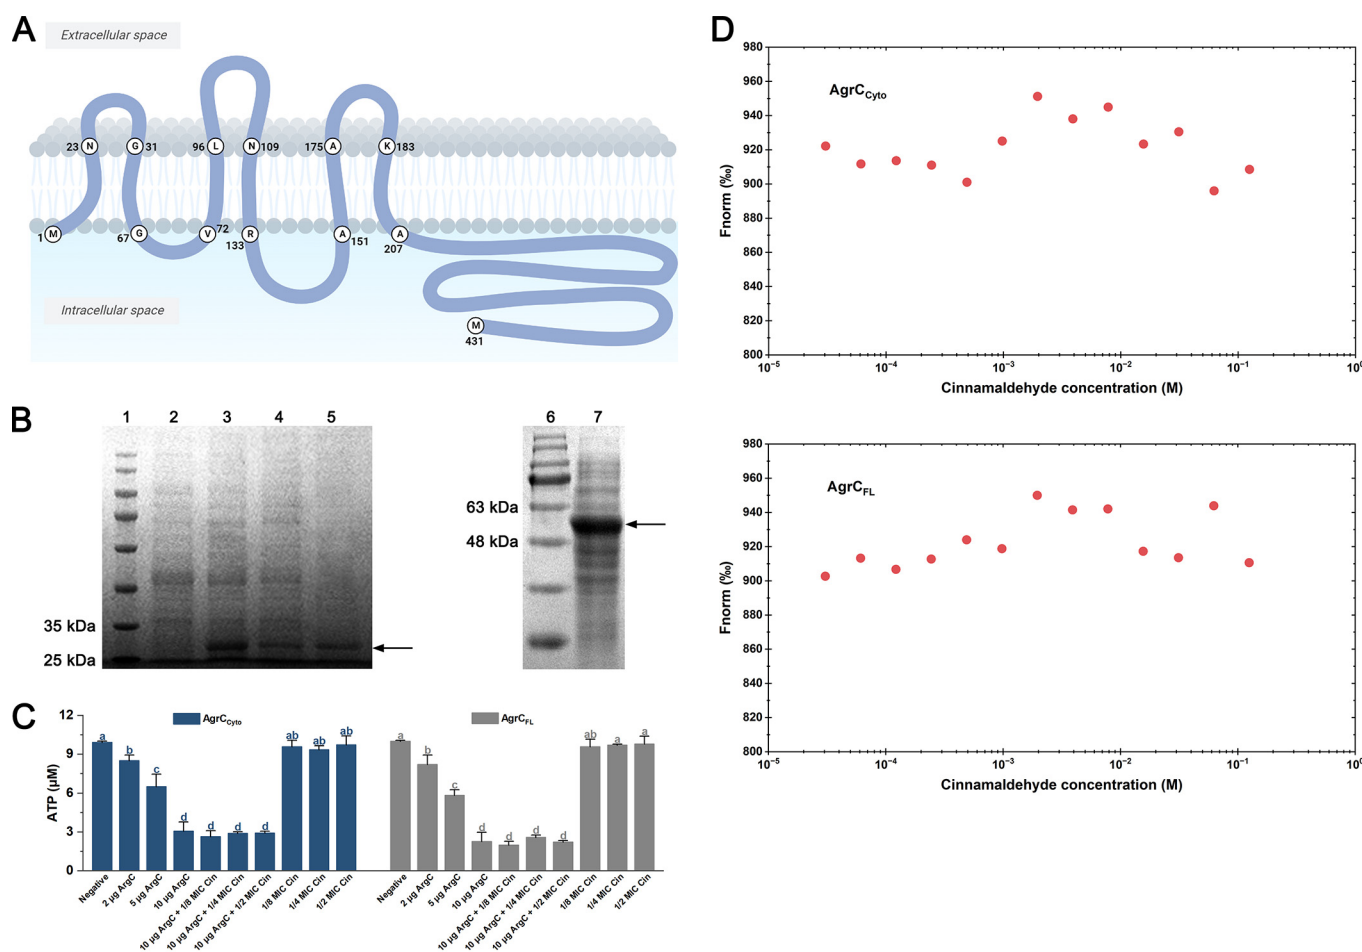 A
Extracellular space
23 N G 31 96 L N 109 175 A K 183
1 M 67 G V 72 133 R A 151 A 207
Intracellular space
M 431
B
1 2 3 4 5
35 kDa
25 kDa
6 7
63 kDa
48 kDa
C
AgrCCyto
ATP (µM)
12
9
6
3
0
a b c d d d d ab ab ab
Negative
2 µg ArgC
5 µg ArgC
10 µg ArgC
10 µg ArgC + 1/8 MIC Cin
10 µg ArgC + 1/4 MIC Cin
10 µg ArgC + 1/2 MIC Cin
1/8 MIC Cin
1/4 MIC Cin
1/2 MIC Cin
AgrCFL
a b c d d d d ab a a
Negative
2 µg ArgC
5 µg ArgC
10 µg ArgC
10 µg ArgC + 1/8 MIC Cin
10 µg ArgC + 1/4 MIC Cin
10 µg ArgC + 1/2 MIC Cin
1/8 MIC Cin
1/4 MIC Cin
1/2 MIC Cin
D
AgrCCyto
Fnorm (‰)
980
960
940
920
900
880
860
840
820
800
10⁻⁵ 10⁻⁴ 10⁻³ 10⁻² 10⁻¹ 10⁰
Cinnamaldehyde concentration (M)
AgrCFL
Fnorm (‰)
980
960
940
920
900
880
860
840
820
800
10⁻⁵ 10⁻⁴ 10⁻³ 10⁻² 10⁻¹ 10⁰
Cinnamaldehyde concentration (M)